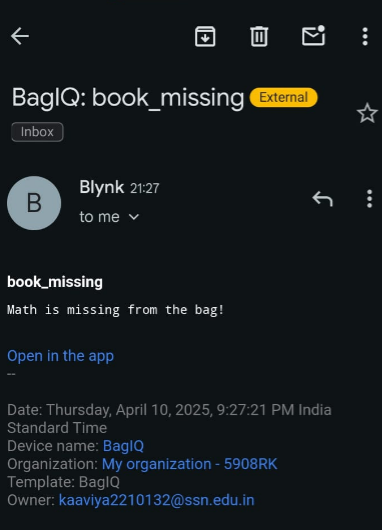 BagIQ: book_missing External
Inbox
B
Blynk 21:27
to me
book_missing
Math is missing from the bag!
Open in the app
--
Date: Thursday, April 10, 2025, 9:27:21 PM India
Standard Time
Device name: BagIQ
Organization: My organization - 5908RK
Template: BagIQ
Owner: kaaviya2210132@ssn.edu.in